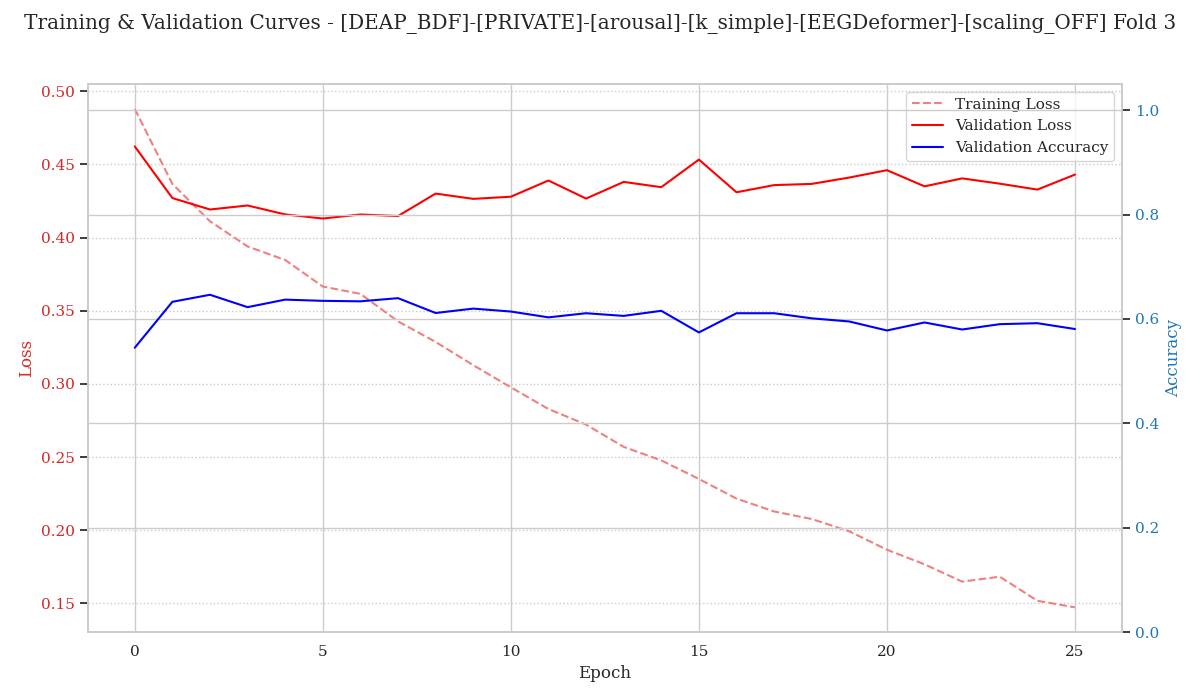 Training & Validation Curves - [DEAP_BDF]-[PRIVATE]-[arousal]-[k_simple]-[EEGDeformer]-[scaling_OFF] Fold 3
Training Loss
Validation Loss
Validation Accuracy
0.50
0.45
0.40
0.35
0.30
0.25
0.20
0.15
Loss
1.0
0.8
0.6
0.4
0.2
0.0
Accuracy
0 5 10 15 20 25
Epoch